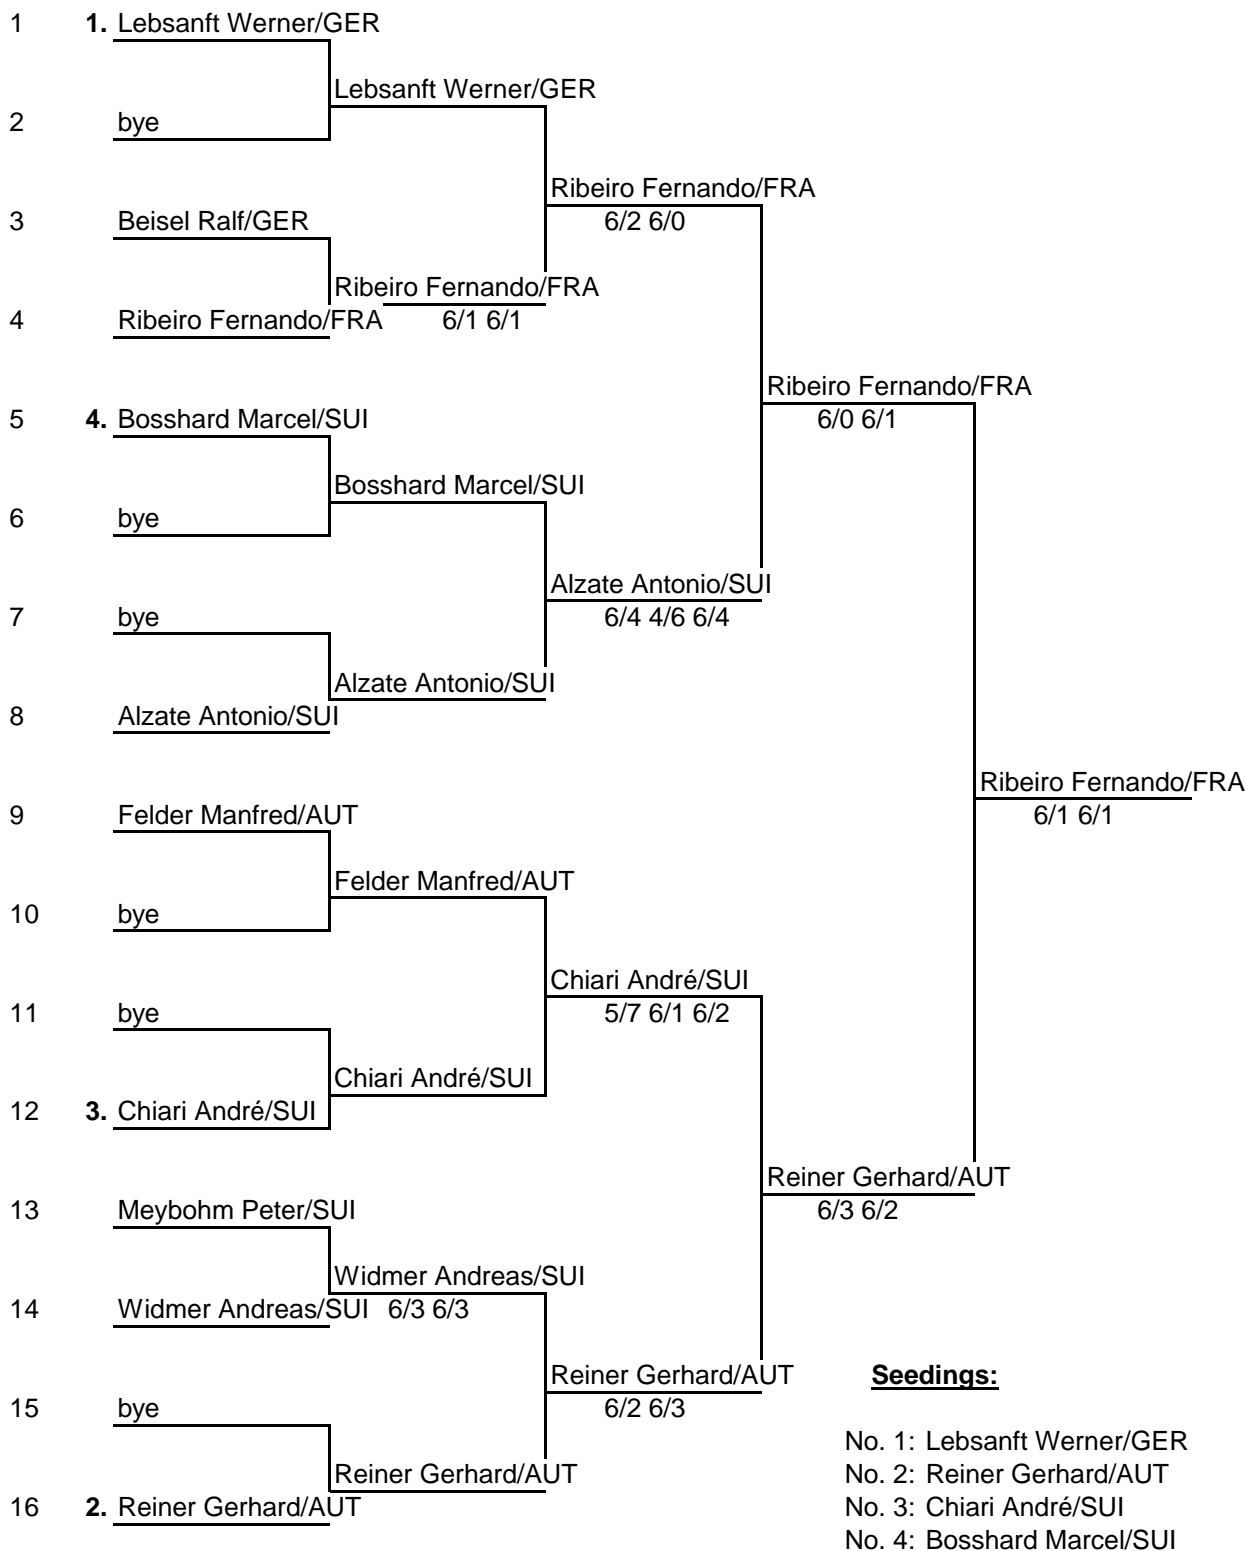 1 1. Lebsanft Werner/GER
Lebsanft Werner/GER
2 bye
Ribeiro Fernando/FRA
3 Beisel Ralf/GER 6/2 6/0
Ribeiro Fernando/FRA
4 Ribeiro Fernando/FRA 6/1 6/1
Ribeiro Fernando/FRA
5 4. Bosshard Marcel/SUI 6/0 6/1
Bosshard Marcel/SUI
6 bye
Alzate Antonio/SUI
7 bye 6/4 4/6 6/4
Alzate Antonio/SUI
8 Alzate Antonio/SUI
Ribeiro Fernando/FRA
9 Felder Manfred/AUT 6/1 6/1
Felder Manfred/AUT
10 bye
Chiari André/SUI
11 bye 5/7 6/1 6/2
Chiari André/SUI
12 3. Chiari André/SUI
Reiner Gerhard/AUT
13 Meybohm Peter/SUI 6/3 6/2
Widmer Andreas/SUI
14 Widmer Andreas/SUI 6/3 6/3
Reiner Gerhard/AUT Seedings:
15 bye 6/2 6/3
No. 1: Lebsanft Werner/GER
Reiner Gerhard/AUT No. 2: Reiner Gerhard/AUT
16 2. Reiner Gerhard/AUT No. 3: Chiari André/SUI
No. 4: Bosshard Marcel/SUI